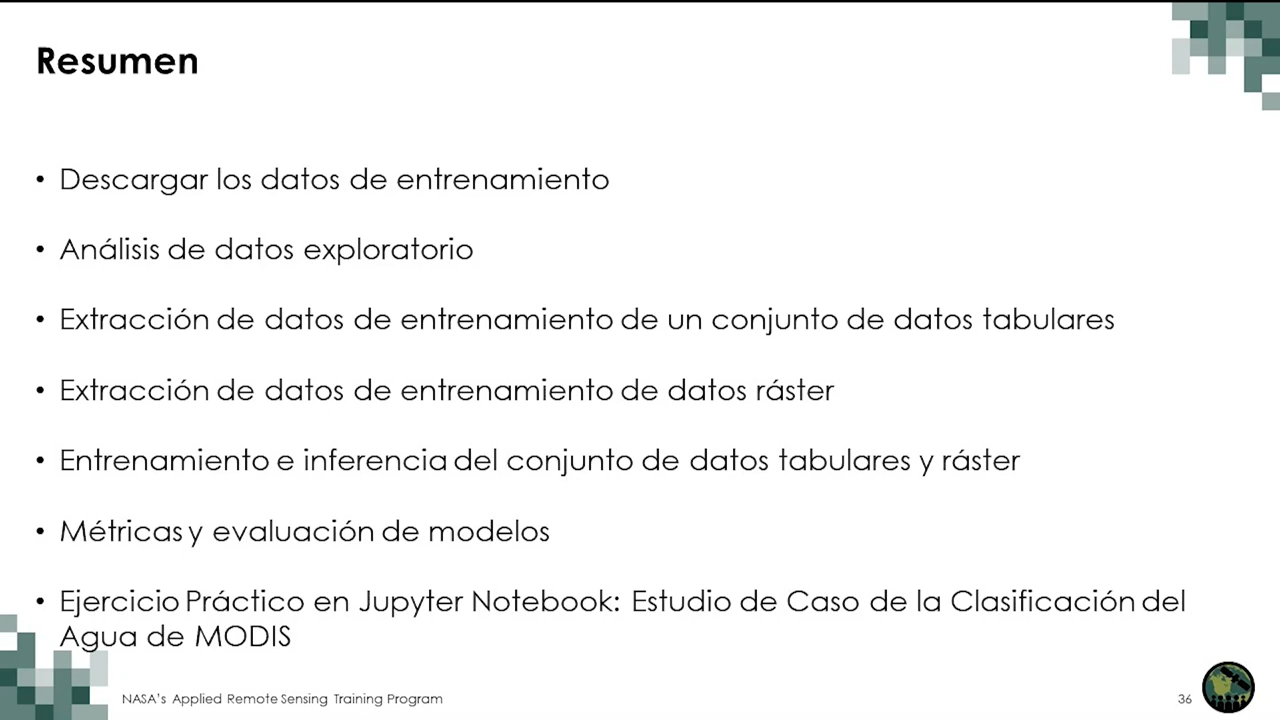 Resumen
• Descargar los datos de entrenamiento
• Análisis de datos exploratorio
• Extracción de datos de entrenamiento de un conjunto de datos tabulares
• Extracción de datos de entrenamiento de datos ráster
• Entrenamiento e inferencia del conjunto de datos tabulares y ráster
• Métricas y evaluación de modelos
• Ejercicio Práctico en Jupyter Notebook: Estudio de Caso de la Clasificación del
Agua de MODIS
NASA's Applied Remote Sensing Training Program
36